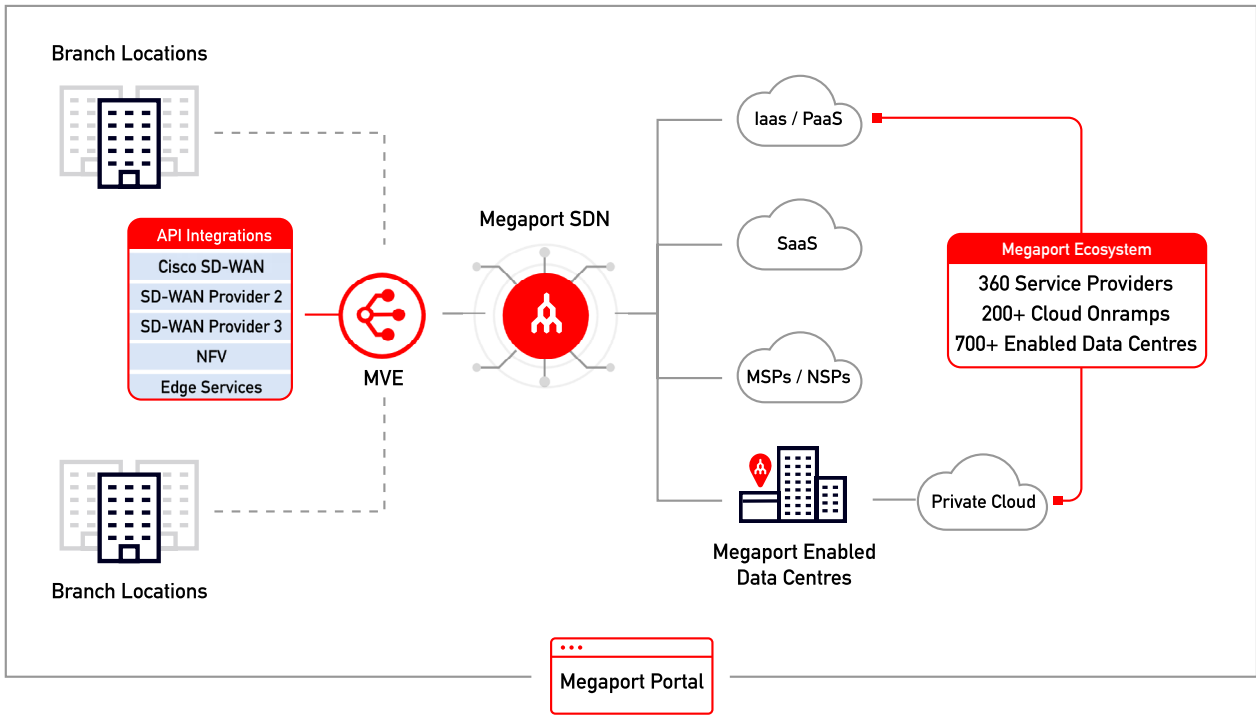 Branch Locations
API Integrations
Cisco SD-WAN
SD-WAN Provider 2
SD-WAN Provider 3
NFV
Edge Services
MVE
Branch Locations
Megaport SDN
Iaas / PaaS
SaaS
MSPs / NSPs
Megaport Enabled
Data Centres
Private Cloud
Megaport Ecosystem
360 Service Providers
200+ Cloud Onramps
700+ Enabled Data Centres
Megaport Portal